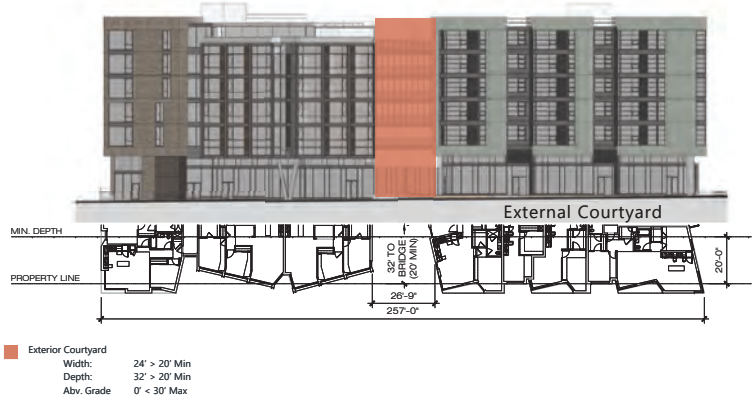 External Courtyard
MIN. DEPTH
PROPERTY LINE
32' TO
BRIDGE
(20' MIN)
20'-0"
26'-9"
257'-0"
Exterior Courtyard
Width: 24' > 20' Min
Depth: 32' > 20' Min
Abv. Grade 0' < 30' Max